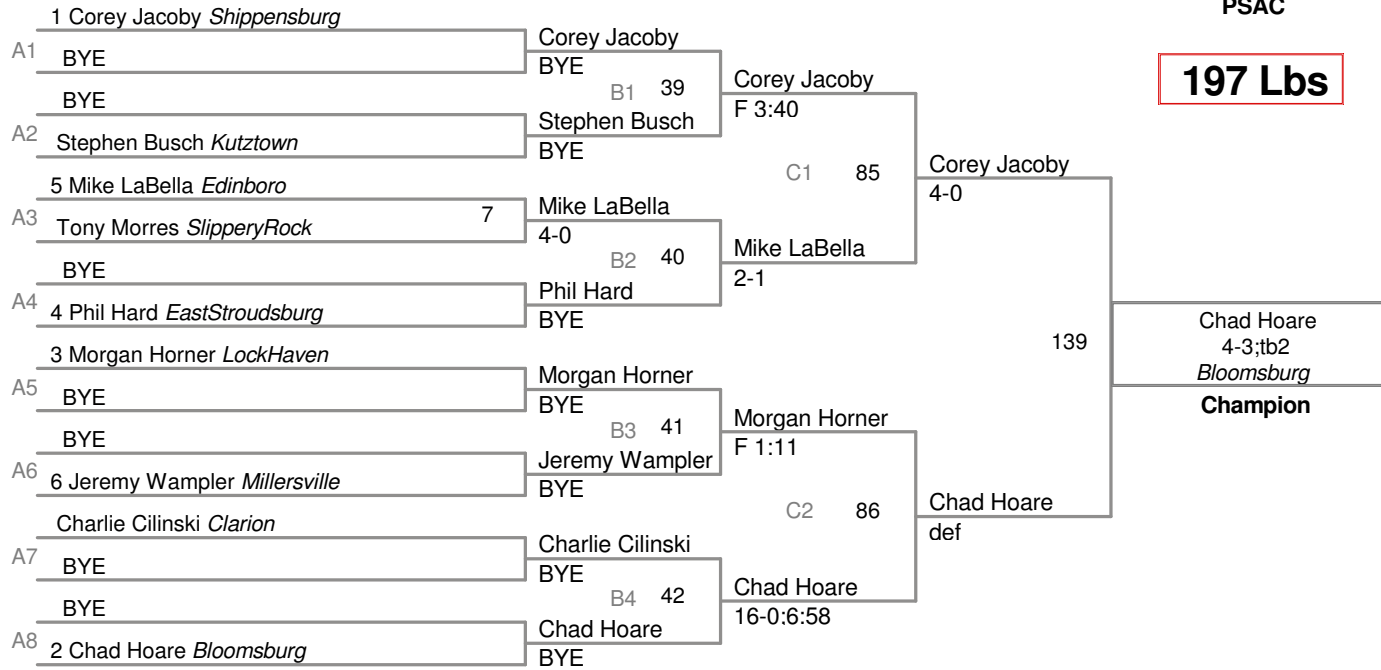 PSAC
197 Lbs
1 Corey Jacoby Shippensburg
A1
BYE
BYE
A2
Stephen Busch Kutztown
5 Mike LaBella Edinboro
A3
7
Tony Morres SlipperyRock
BYE
A4
4 Phil Hard EastStroudsburg
3 Morgan Horner LockHaven
A5
BYE
BYE
A6
6 Jeremy Wampler Millersville
Charlie Cilinski Clarion
A7
BYE
BYE
A8
2 Chad Hoare Bloomsburg
Corey Jacoby
BYE
B1 39
Stephen Busch
BYE
Mike LaBella
4-0
B2 40
Phil Hard
BYE
Morgan Horner
BYE
B3 41
Jeremy Wampler
BYE
Charlie Cilinski
BYE
B4 42
Chad Hoare
BYE
Corey Jacoby
F 3:40
C1 85
Mike LaBella
2-1
Morgan Horner
F 1:11
C2 86
Chad Hoare
16-0;6:58
Corey Jacoby
4-0
139
Chad Hoare
def
Chad Hoare
4-3;tb2
Bloomsburg
Champion